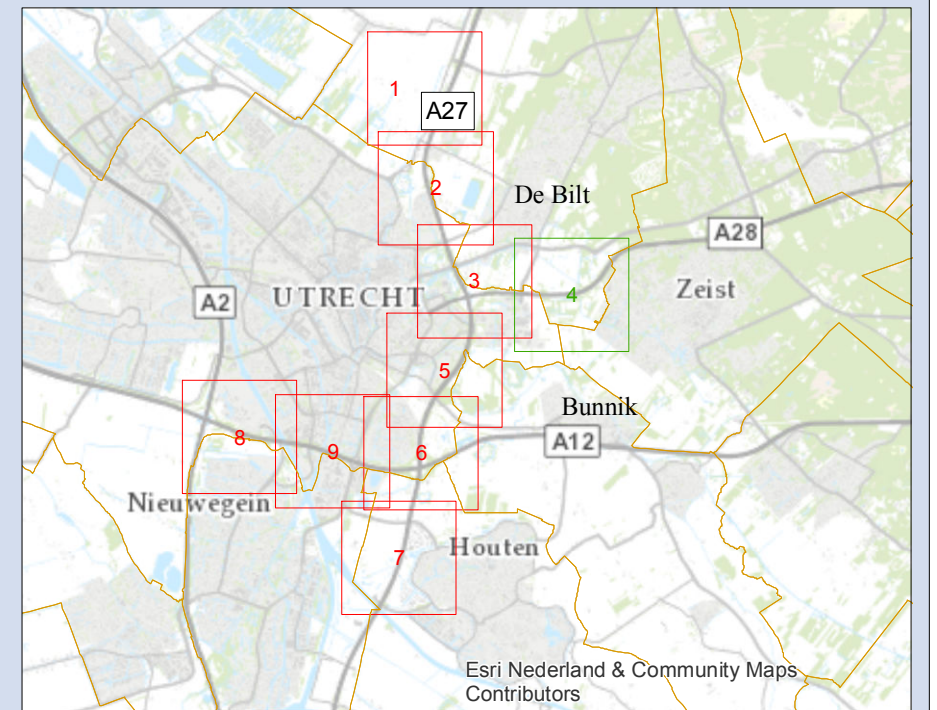 1
A27
2
De Bilt
A28
3
4
Zeist
A2
UTRECHT
5
Bunnik
A12
8
9
6
Nieuwegein
7
Houten
Esri Nederland & Community Maps
Contributors